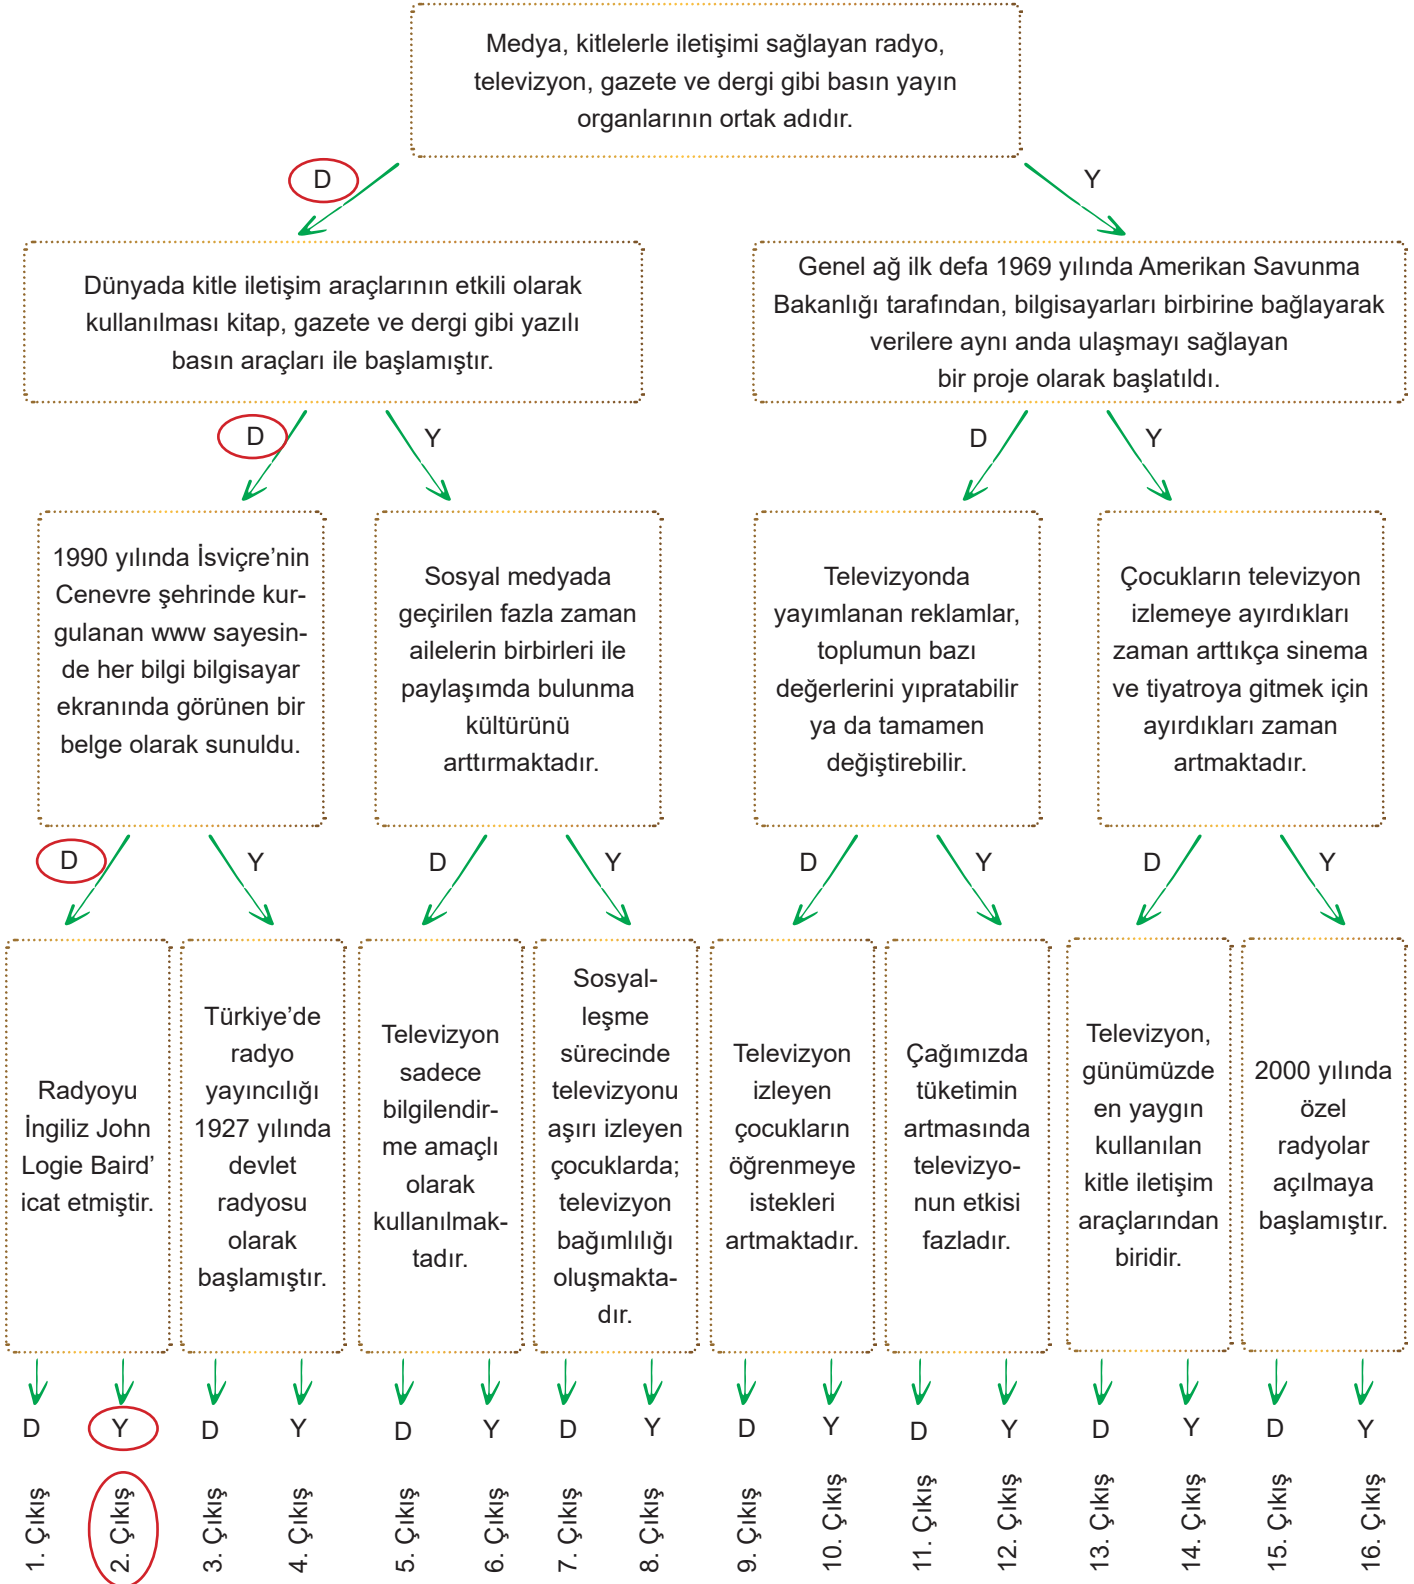 Medya, kitlelerle iletişimi sağlayan radyo,
televizyon, gazete ve dergi gibi basın yayın
organlarının ortak adıdır.
D
Y
Dünyada kitle iletişim araçlarının etkili olarak
kullanılması kitap, gazete ve dergi gibi yazılı
basın araçları ile başlamıştır.
Genel ağ ilk defa 1969 yılında Amerikan Savunma
Bakanlığı tarafından, bilgisayarları birbirine bağlayarak
verilere aynı anda ulaşmayı sağlayan
bir proje olarak başlatıldı.
D
Y
D
Y
1990 yılında İsviçre’nin
Cenevre şehrinde kur-
gulanan www sayesin-
de her bilgi bilgisayar
ekranında görünen bir
belge olarak sunuldu.
Sosyal medyada
geçirilen fazla zaman
ailelerin birbirleri ile
paylaşımda bulunma
kültürünü
arttırmaktadır.
Televizyonda
yayımlanan reklamlar,
toplumun bazı
değerlerini yıpratabilir
ya da tamamen
değiştirebilir.
Çocukların televizyon
izlemeye ayırdıkları
zaman arttıkça sinema
ve tiyatroya gitmek için
ayırdıkları zaman
artmaktadır.
D
Y
D
Y
D
Y
D
Y
Radyoyu
İngiliz John
Logie Baird’
icat etmiştir.
Türkiye’de
radyo
yayıncılığı
1927 yılında
devlet
radyosu
olarak
başlamıştır.
Televizyon
sadece
bilgilendir-
me amaçlı
olarak
kullanılmak-
tadır.
Sosyal-
leşme
sürecinde
televizyonu
aşırı izleyen
çocuklarda;
televizyon
bağımlılığı
oluşmakta-
dır.
Televizyon
izleyen
çocukların
öğrenmeye
istekleri
artmaktadır.
Çağımızda
tüketimin
artmasında
televizyo-
nun etkisi
fazladır.
Televizyon,
günümüzde
en yaygın
kullanılan
kitle iletişim
araçlarından
biridir.
2000 yılında
özel
radyolar
açılmaya
başlamıştır.
D
Y
D
Y
D
Y
D
Y
D
Y
D
Y
D
Y
D
Y
1. Çıkış
2. Çıkış
3. Çıkış
4. Çıkış
5. Çıkış
6. Çıkış
7. Çıkış
8. Çıkış
9. Çıkış
10. Çıkış
11. Çıkış
12. Çıkış
13. Çıkış
14. Çıkış
15. Çıkış
16. Çıkış